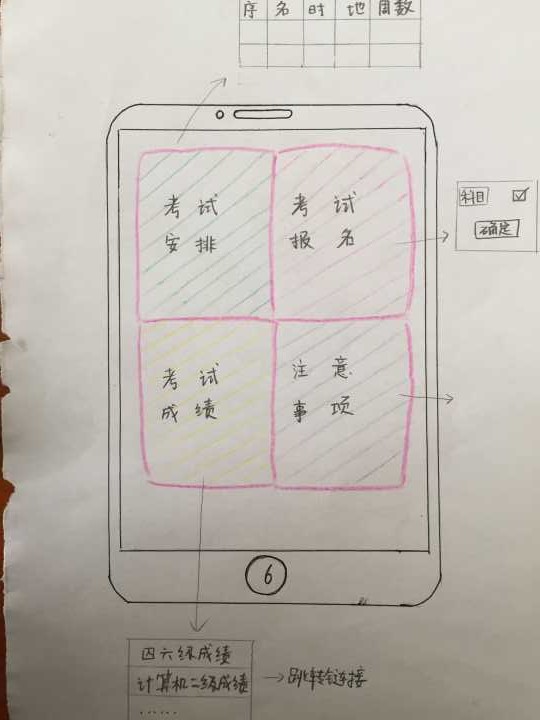 序 名 时 地 周数
考试
安排
考试
报名
科目 ☑
确定
考试
成绩
注意
事项
6
四六级成绩
计算机二级成绩 → 跳转链接
......